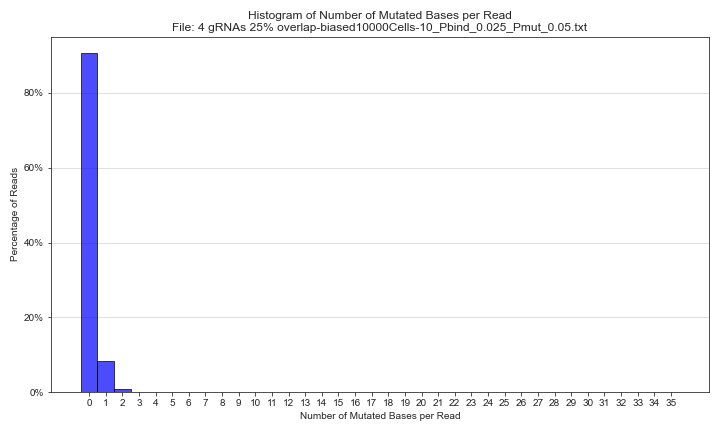 Histogram of Number of Mutated Bases per Read
File: 4 gRNAs 25% overlap-biased10000Cells-10_Pbind_0.025_Pmut_0.05.txt
Percentage of Reads
80%
60%
40%
20%
0%
0 1 2 3 4 5 6 7 8 9 10 11 12 13 14 15 16 17 18 19 20 21 22 23 24 25 26 27 28 29 30 31 32 33 34 35
Number of Mutated Bases per Read